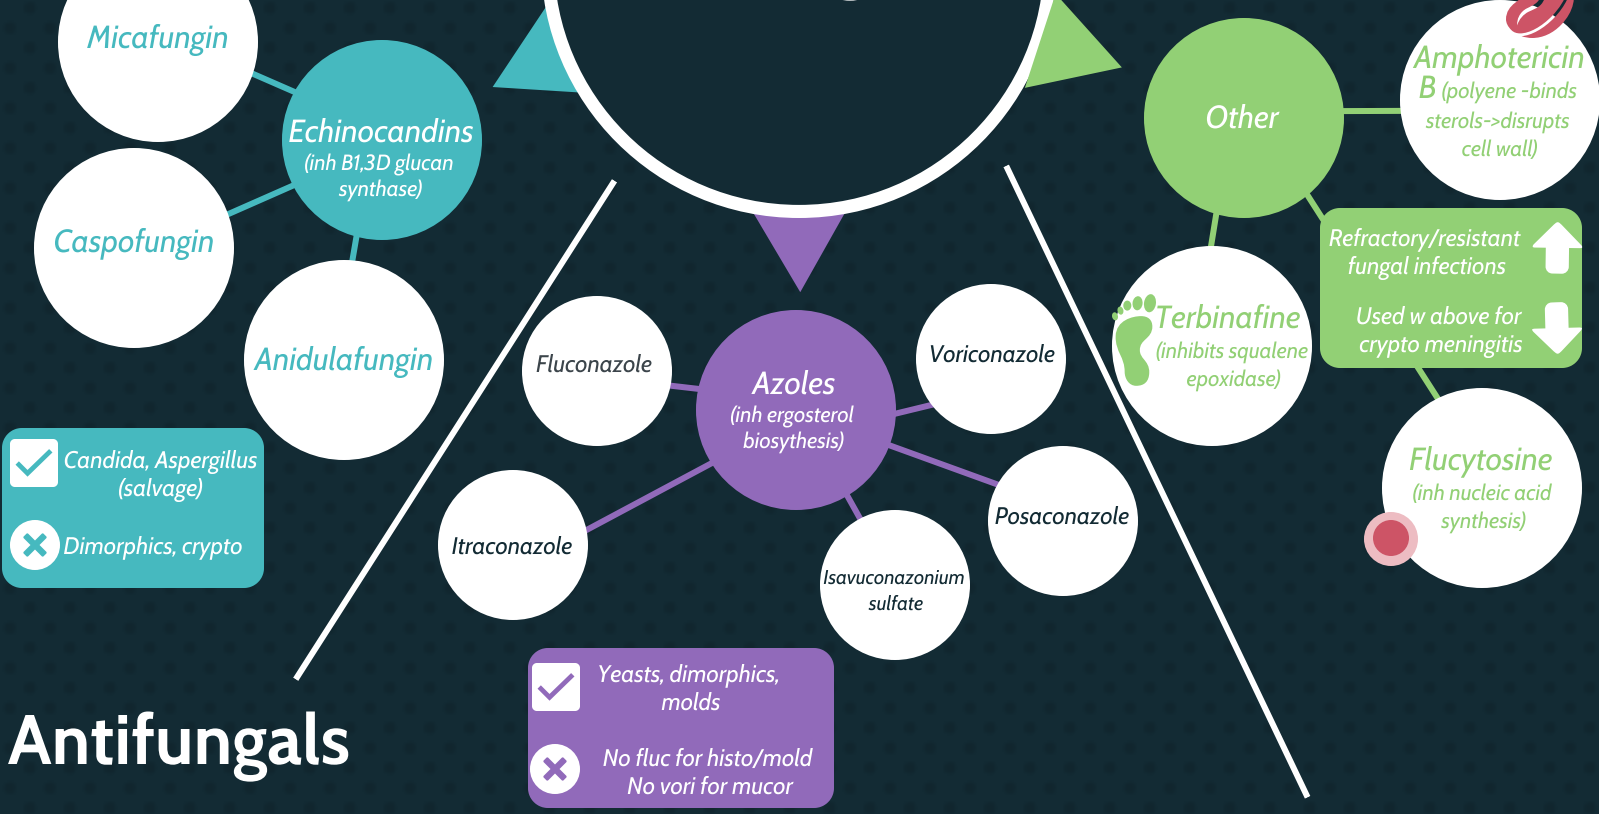 Micafungin
Echinocandins
(inh B1,3D glucan
synthase)
Caspofungin
Anidulafungin
Candida, Aspergillus
(salvage)
Dimorphics, crypto
Antifungals
Fluconazole
Azoles
(inh ergosterol
biosythesis)
Voriconazole
Itraconazole
Posaconazole
Isavuconazonium
sulfate
Yeasts, dimorphics,
molds
No fluc for histo/mold
No vori for mucor
Other
Amphotericin
B (polyene -binds
sterols->disrupts
cell wall)
Refractory/resistant
fungal infections
Used w above for
crypto meningitis
Terbinafine
(inhibits squalene
epoxidase)
Flucytosine
(inh nucleic acid
synthesis)